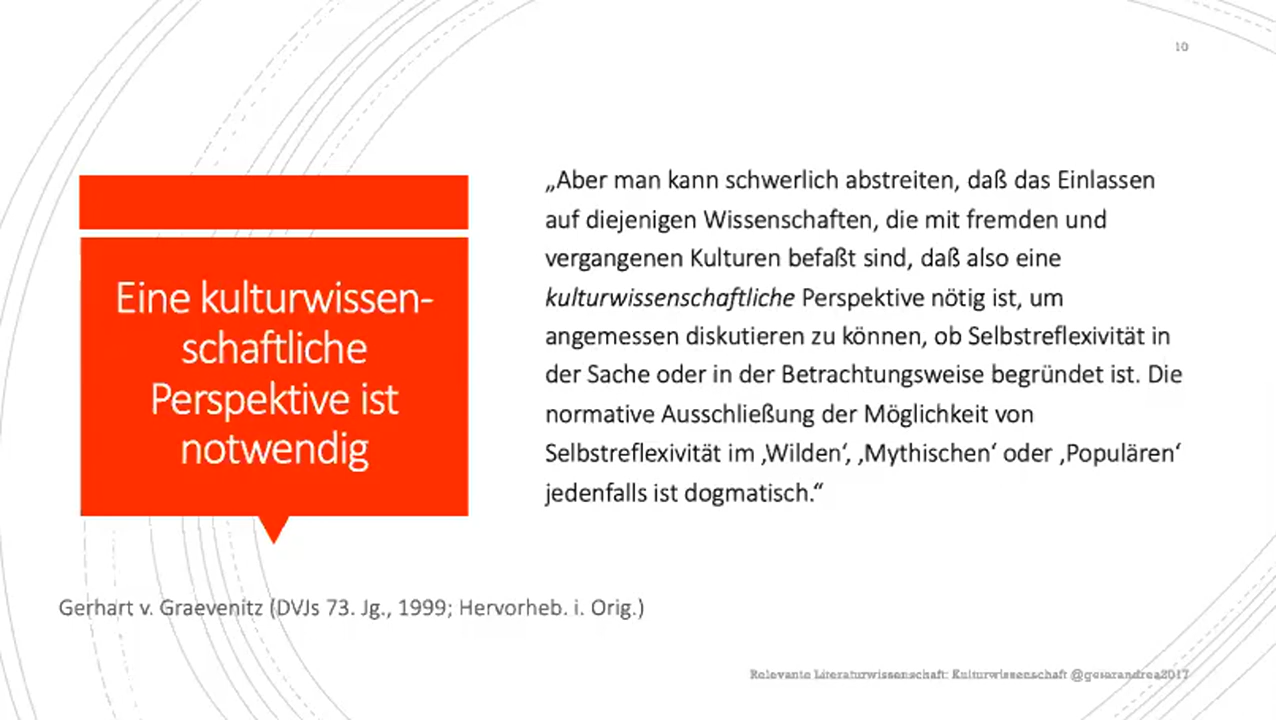 10
Eine kulturwissen-
schaftliche
Perspektive ist
notwendig
„Aber man kann schwerlich abstreiten, daß das Einlassen
auf diejenigen Wissenschaften, die mit fremden und
vergangenen Kulturen befaßt sind, daß also eine
kulturwissenschaftliche Perspektive nötig ist, um
angemessen diskutieren zu können, ob Selbstreflexivität in
der Sache oder in der Betrachtungsweise begründet ist. Die
normative Ausschließung der Möglichkeit von
Selbstreflexivität im ‚Wilden‘, ‚Mythischen‘ oder ‚Populären‘
jedenfalls ist dogmatisch.“
Gerhart v. Graevenitz (DVJs 73. Jg., 1999; Hervorheb. i. Orig.)
Relevante Literaturwissenschaft: Kulturwissenschaft